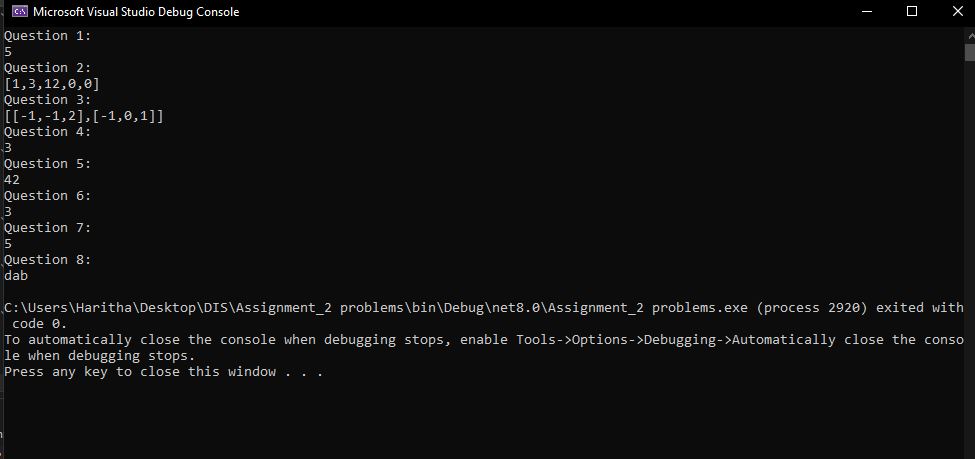 Microsoft Visual Studio Debug Console
Question 1:
5
Question 2:
[1,3,12,0,0]
Question 3:
[[-1,-1,2],[-1,0,1]]
Question 4:
3
Question 5:
42
Question 6:
3
Question 7:
5
Question 8:
dab
C:\Users\Haritha\Desktop\DIS\Assignment_2 problems\bin\Debug\net8.0\Assignment_2 problems.exe (process 2920) exited with
 code 0.
To automatically close the console when debugging stops, enable Tools->Options->Debugging->Automatically close the conso
le when debugging stops.
Press any key to close this window . . .